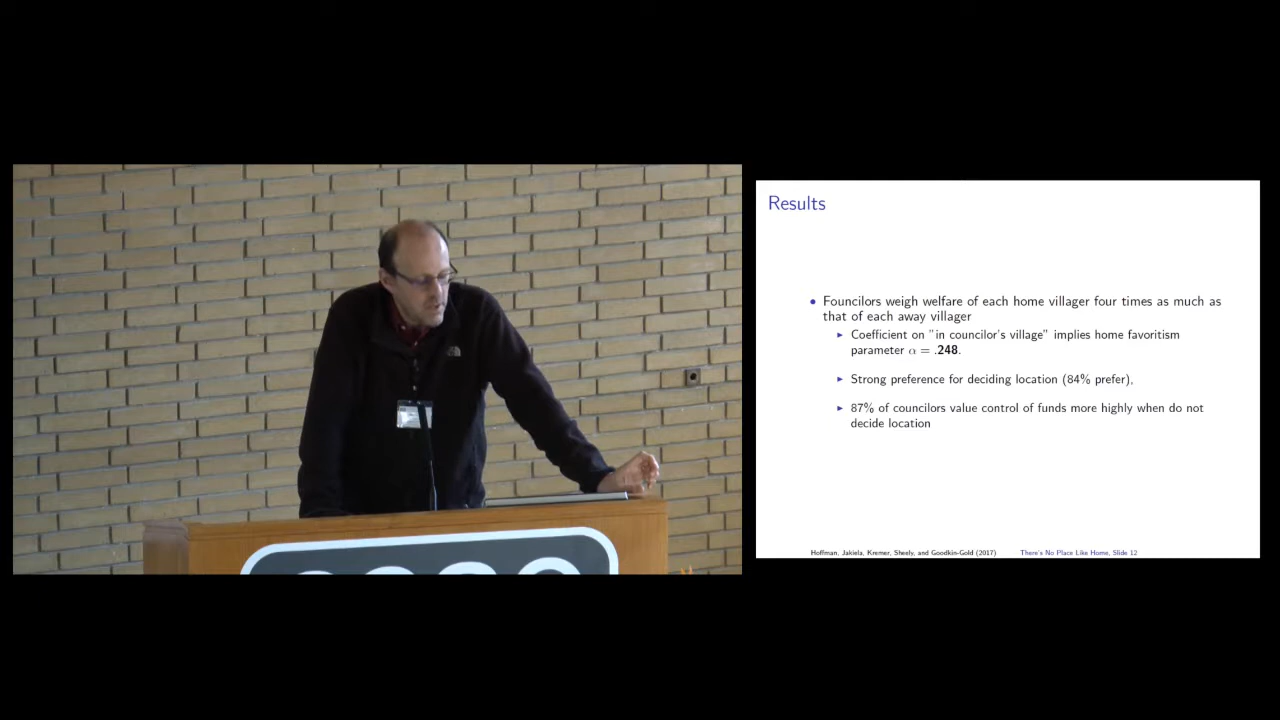 Results
• Founcilors weigh welfare of each home villager four times as much as
that of each away villager
▶ Coefficient on "in councilor's village" implies home favoritism
parameter α = .248.
▶ Strong preference for deciding location (84% prefer),
▶ 87% of councilors value control of funds more highly when do not
decide location
Hoffman, Jakiela, Kremer, Sheely, and Goodkin-Gold (2017) There's No Place Like Home, Slide 12